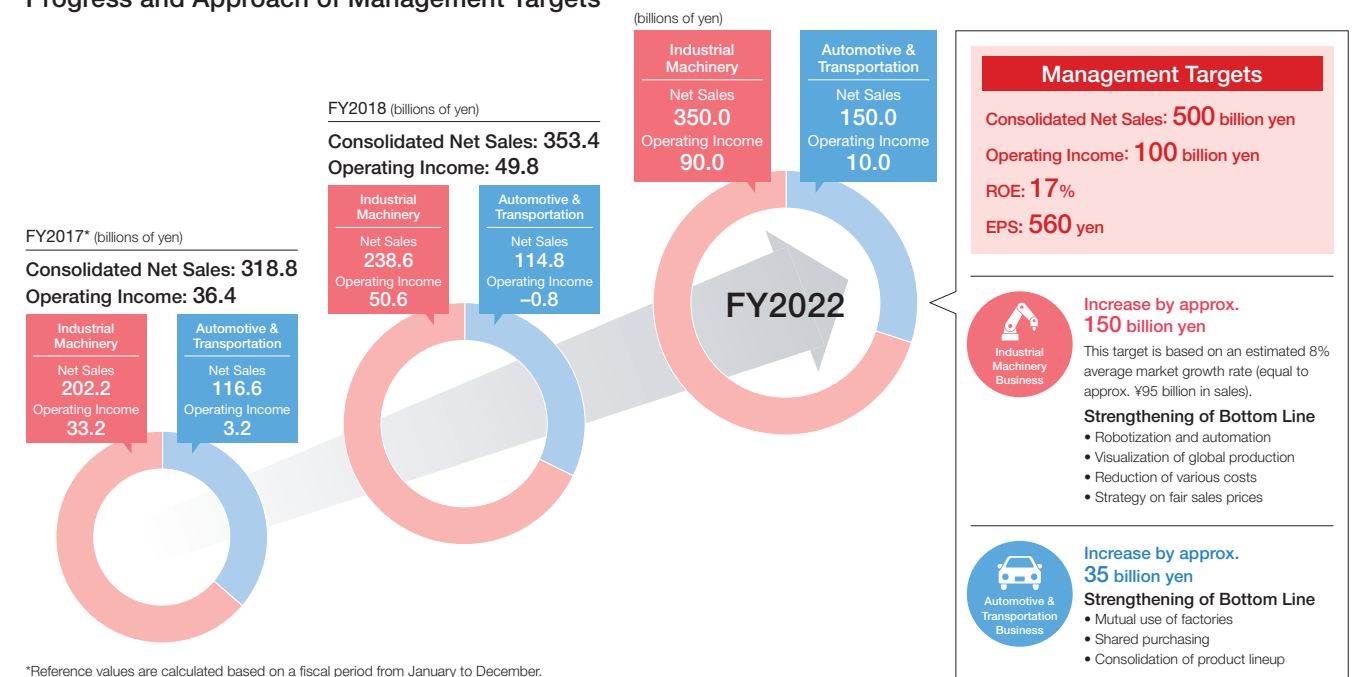 Progress and Approach of Management Targets
FY2017* (billions of yen)
Consolidated Net Sales: 318.8
Operating Income: 36.4
Industrial
Machinery
Net Sales
202.2
Operating Income
33.2
Automotive &
Transportation
Net Sales
116.6
Operating Income
3.2
FY2018 (billions of yen)
Consolidated Net Sales: 353.4
Operating Income: 49.8
Industrial
Machinery
Net Sales
238.6
Operating Income
50.6
Automotive &
Transportation
Net Sales
114.8
Operating Income
–0.8
(billions of yen)
Industrial
Machinery
Net Sales
350.0
Operating Income
90.0
Automotive &
Transportation
Net Sales
150.0
Operating Income
10.0
FY2022
Management Targets
Consolidated Net Sales: 500 billion yen
Operating Income: 100 billion yen
ROE: 17%
EPS: 560 yen
Industrial
Machinery
Business
Increase by approx.
150 billion yen
This target is based on an estimated 8%
average market growth rate (equal to
approx. ¥95 billion in sales).
Strengthening of Bottom Line
• Robotization and automation
• Visualization of global production
• Reduction of various costs
• Strategy on fair sales prices
Automotive &
Transportation
Business
Increase by approx.
35 billion yen
Strengthening of Bottom Line
• Mutual use of factories
• Shared purchasing
• Consolidation of product lineup
*Reference values are calculated based on a fiscal period from January to December.